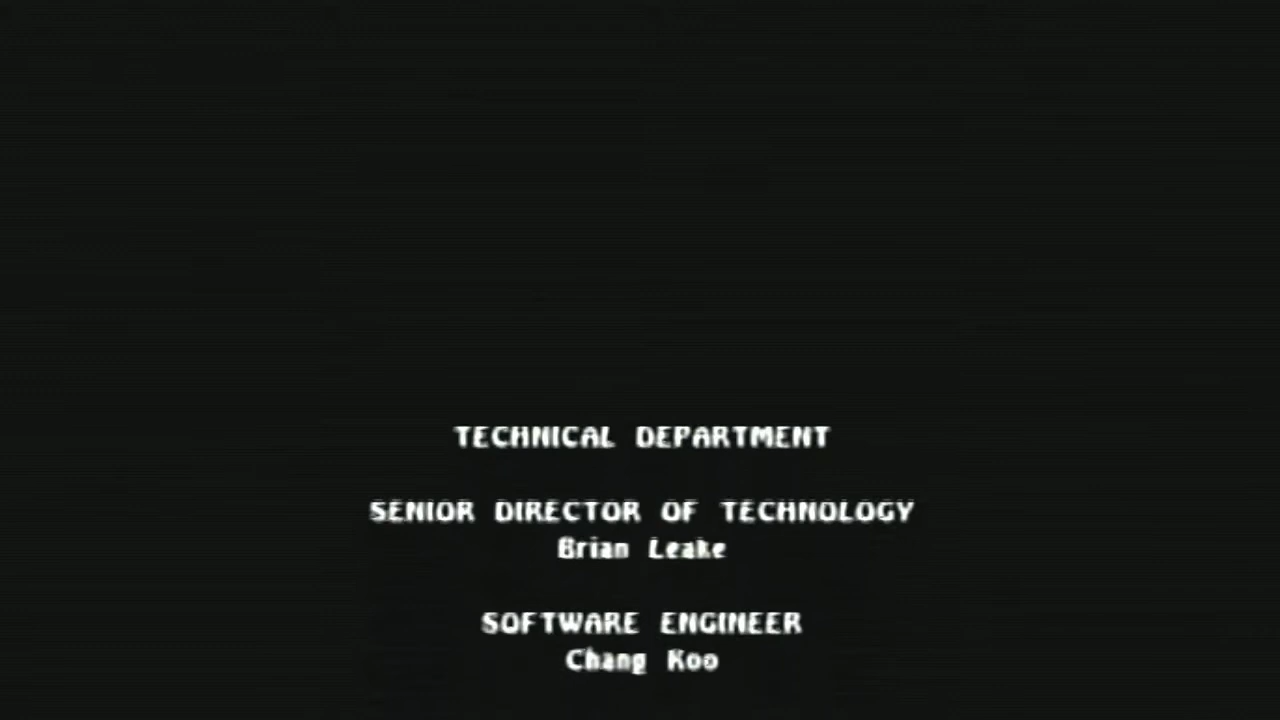 TECHNICAL DEPARTMENT
SENIOR DIRECTOR OF TECHNOLOGY
Brian Leake
SOFTWARE ENGINEER
Chang Koo